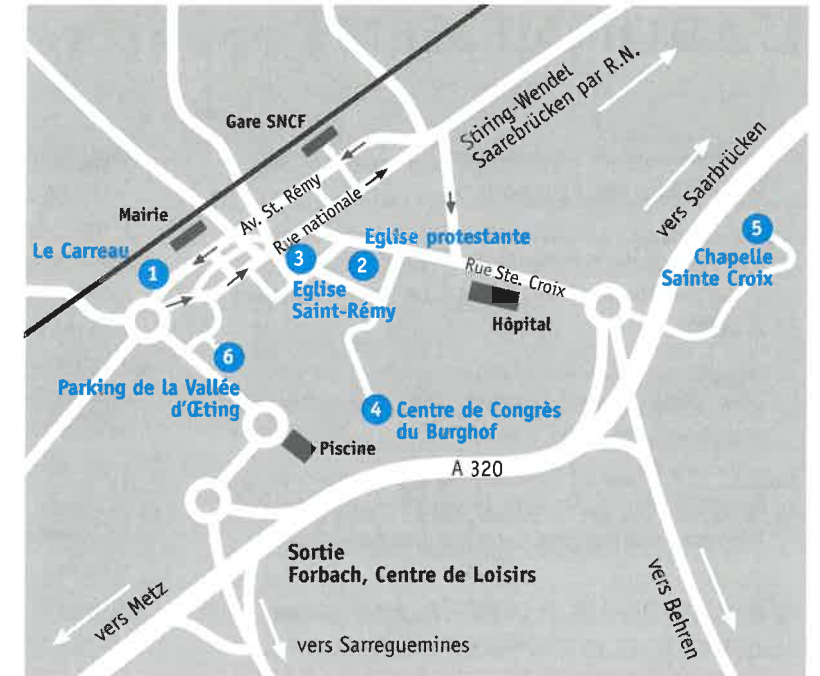 Gare SNCF
Stiring-Wendel
Saarebrücken par R.N.
vers Saarbrücken
Mairie
Av. St. Rémy
Rue nationale
Le Carreau
1
3
2
Eglise protestante
5
Chapelle
Sainte Croix
Eglise
Saint-Rémy
Rue Ste. Croix
Hôpital
6
Parking de la Vallée
d'Œting
4
Centre de Congrès
du Burghof
Piscine
A 320
Sortie
Forbach, Centre de Loisirs
vers Metz
vers Sarreguemines
vers Behren